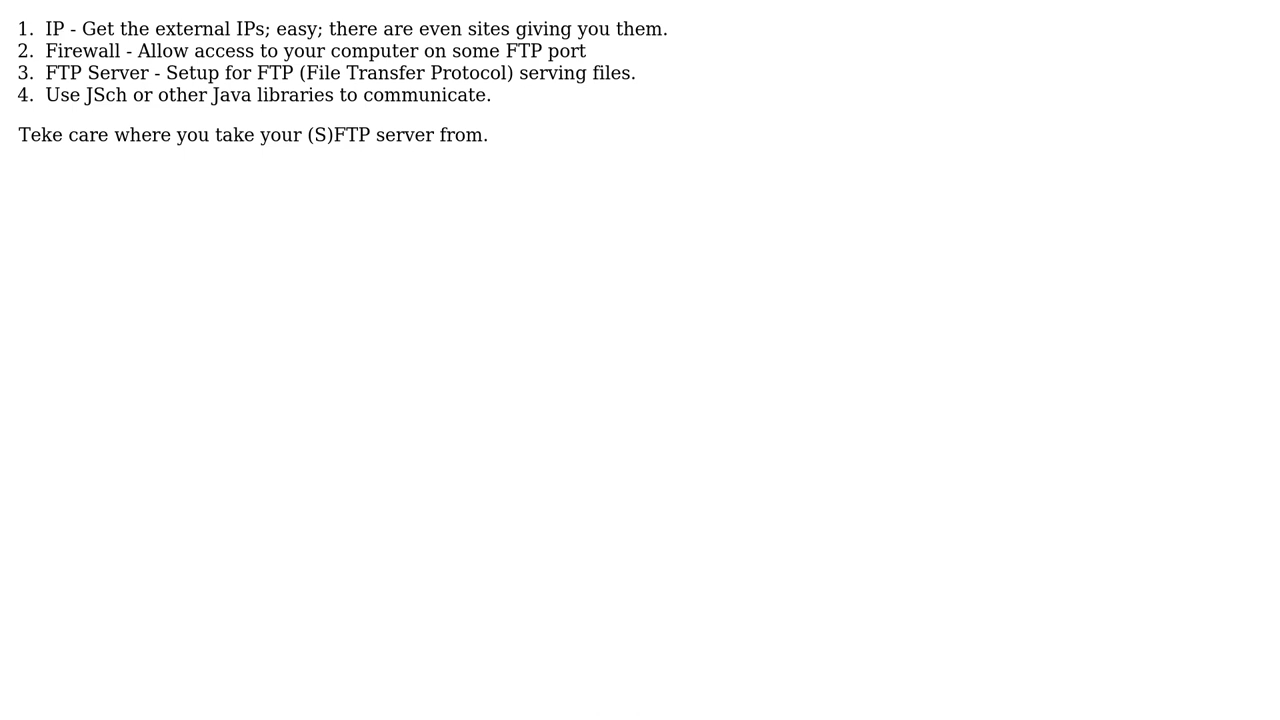 1. IP - Get the external IPs; easy; there are even sites giving you them.
2. Firewall - Allow access to your computer on some FTP port
3. FTP Server - Setup for FTP (File Transfer Protocol) serving files.
4. Use JSch or other Java libraries to communicate.
Teke care where you take your (S)FTP server from.